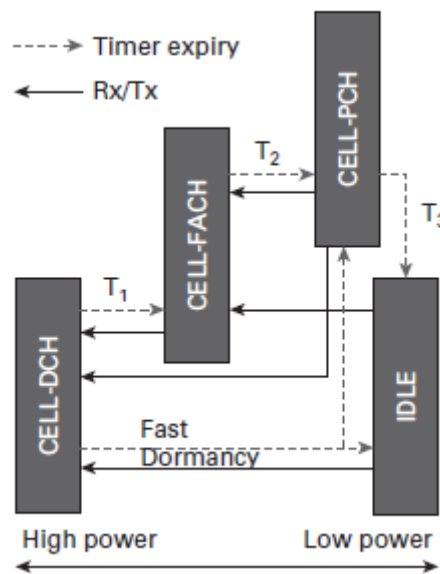 Timer expiry
Rx/Tx
CELL-PCH
T2
CELL-FACH
T3
T1
CELL-DCH
IDLE
Fast
Dormancy
High power
Low power